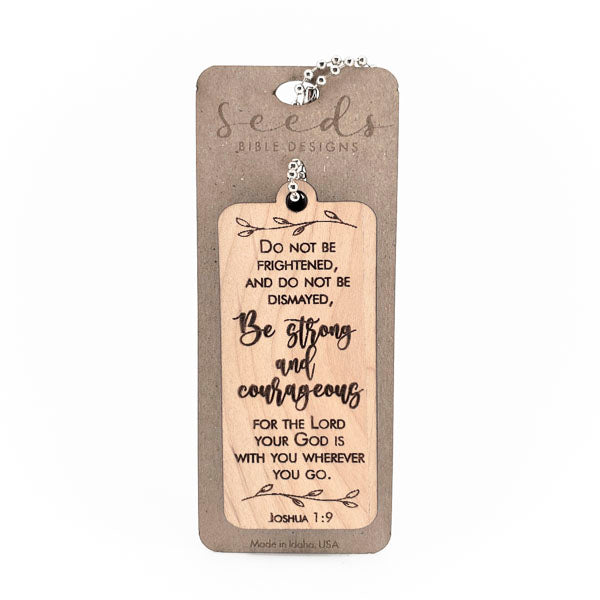 Seeds
BIBLE DESIGNS
DO NOT BE
FRIGHTENED,
AND DO NOT BE
DISMAYED,
Be strong
and
courageous
FOR THE LORD
YOUR GOD IS
WITH YOU WHEREVER
YOU GO.
JOSHUA 1:9
Made in Idaho, USA